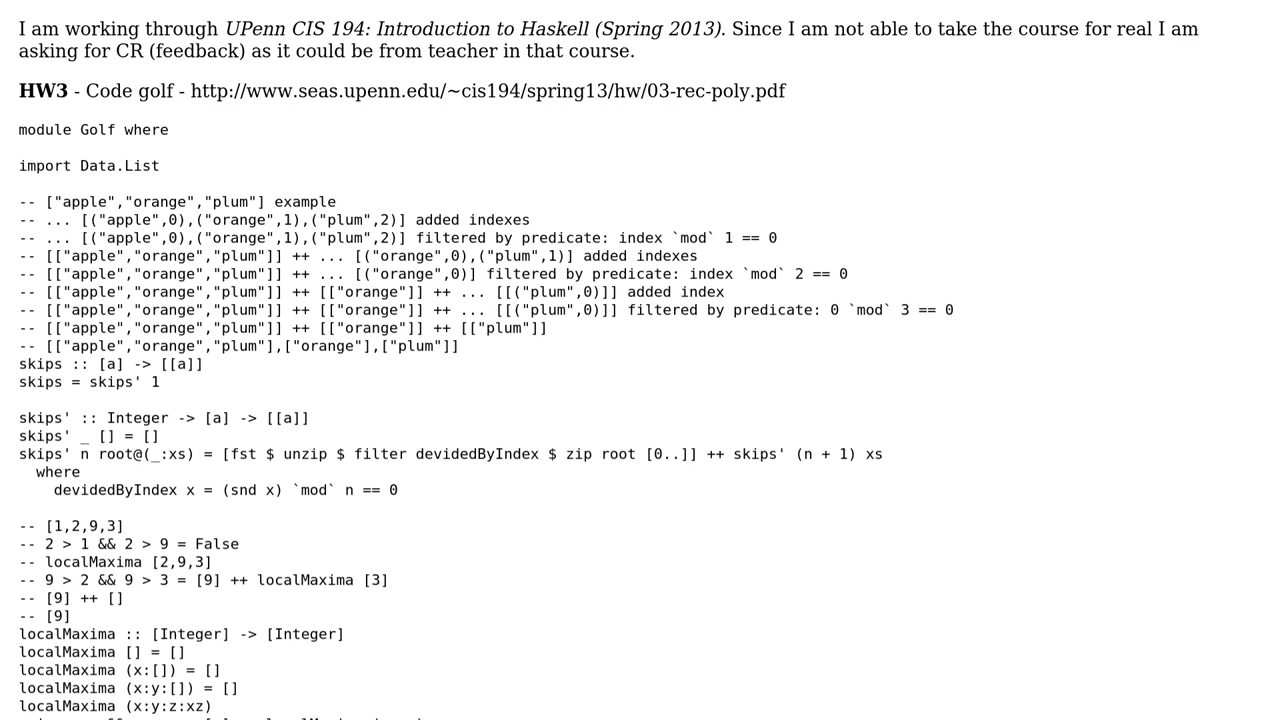 I am working through UPenn CIS 194: Introduction to Haskell (Spring 2013). Since I am not able to take the course for real I am
asking for CR (feedback) as it could be from teacher in that course.
HW3 - Code golf - http://www.seas.upenn.edu/~cis194/spring13/hw/03-rec-poly.pdf
module Golf where
import Data.List
-- ["apple","orange","plum"] example
-- ... [("apple",0),("orange",1),("plum",2)] added indexes
-- ... [("apple",0),("orange",1),("plum",2)] filtered by predicate: index `mod` 1 == 0
-- [["apple","orange","plum"]] ++ ... [("orange",0),("plum",1)] added indexes
-- [["apple","orange","plum"]] ++ ... [("orange",0)] filtered by predicate: index `mod` 2 == 0
-- [["apple","orange","plum"]] ++ [["orange"]] ++ ... [[("plum",0)]] added index
-- [["apple","orange","plum"]] ++ [["orange"]] ++ ... [[("plum",0)]] filtered by predicate: 0 `mod` 3 == 0
-- [["apple","orange","plum"]] ++ [["orange"]] ++ [["plum"]]
-- [["apple","orange","plum"],["orange"],["plum"]]
skips :: [a] -> [[a]]
skips = skips' 1
skips' :: Integer -> [a] -> [[a]]
skips' _ [] = []
skips' n root@(_:xs) = [fst $ unzip $ filter devidedByIndex $ zip root [0..]] ++ skips' (n + 1) xs
  where
    devidedByIndex x = (snd x) `mod` n == 0
-- [1,2,9,3]
-- 2 > 1 && 2 > 9 = False
-- localMaxima [2,9,3]
-- 9 > 2 && 9 > 3 = [9] ++ localMaxima [3]
-- [9] ++ []
-- [9]
localMaxima :: [Integer] -> [Integer]
localMaxima [] = []
localMaxima (x:[]) = []
localMaxima (x:y:[]) = []
localMaxima (x:y:z:xz)